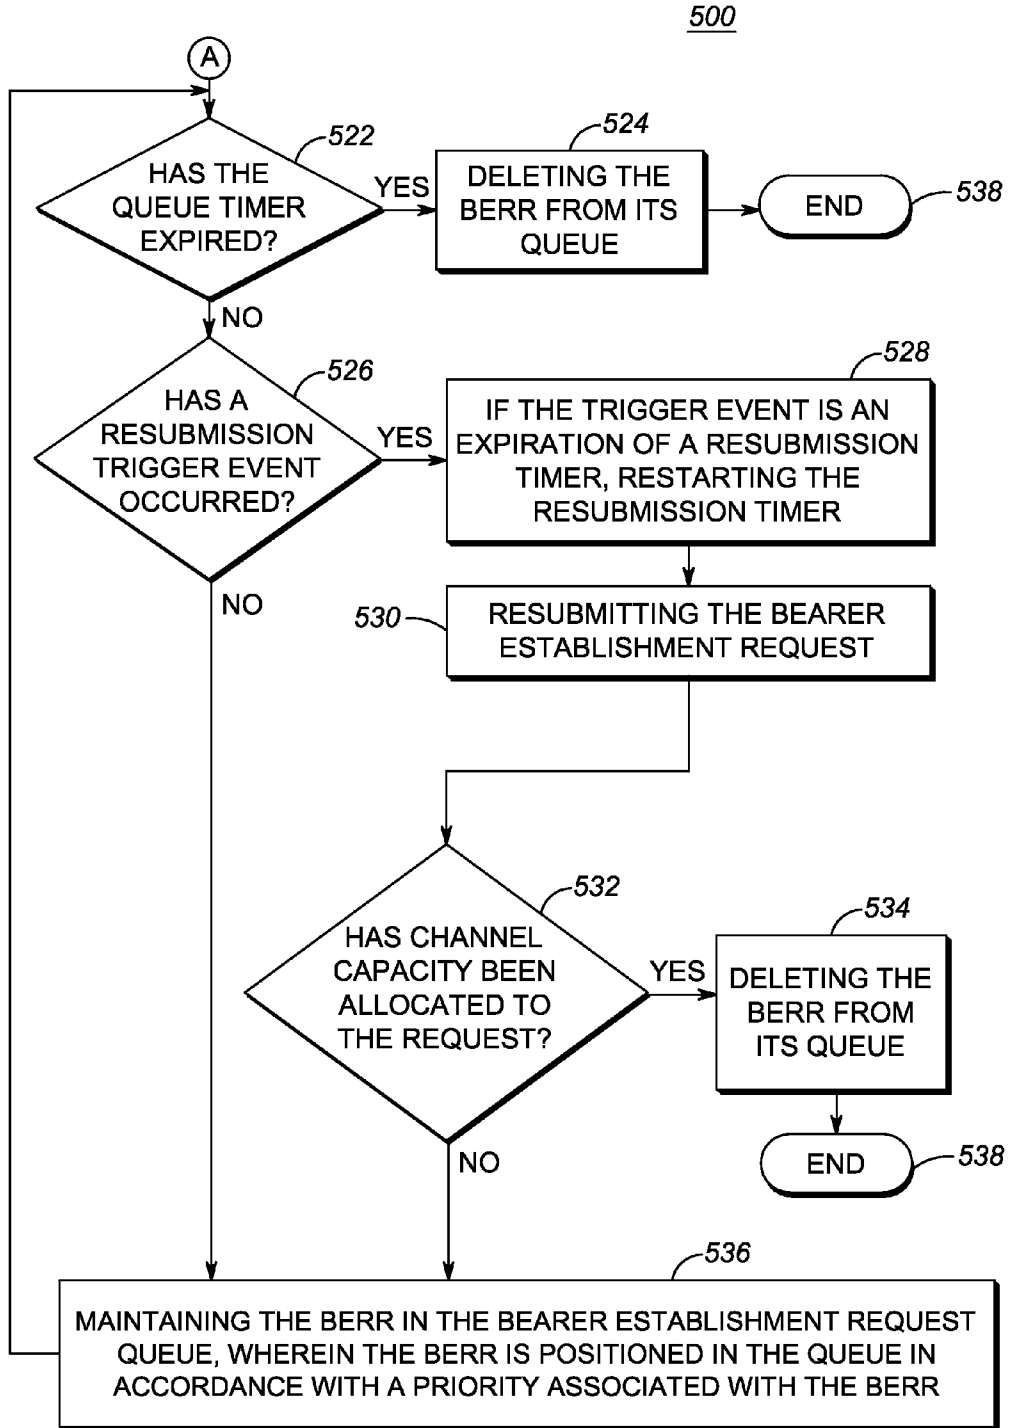 500
A
522
HAS THE
QUEUE TIMER
EXPIRED?
YES
524
DELETING THE
BERR FROM ITS
QUEUE
END
538
NO
526
HAS A
RESUBMISSION
TRIGGER EVENT
OCCURRED?
YES
528
IF THE TRIGGER EVENT IS AN
EXPIRATION OF A RESUBMISSION
TIMER, RESTARTING THE
RESUBMISSION TIMER
NO
530
RESUBMITTING THE BEARER
ESTABLISHMENT REQUEST
532
HAS CHANNEL
CAPACITY BEEN
ALLOCATED TO
THE REQUEST?
YES
534
DELETING THE
BERR FROM
ITS QUEUE
END
538
NO
536
MAINTAINING THE BERR IN THE BEARER ESTABLISHMENT REQUEST
QUEUE, WHEREIN THE BERR IS POSITIONED IN THE QUEUE IN
ACCORDANCE WITH A PRIORITY ASSOCIATED WITH THE BERR